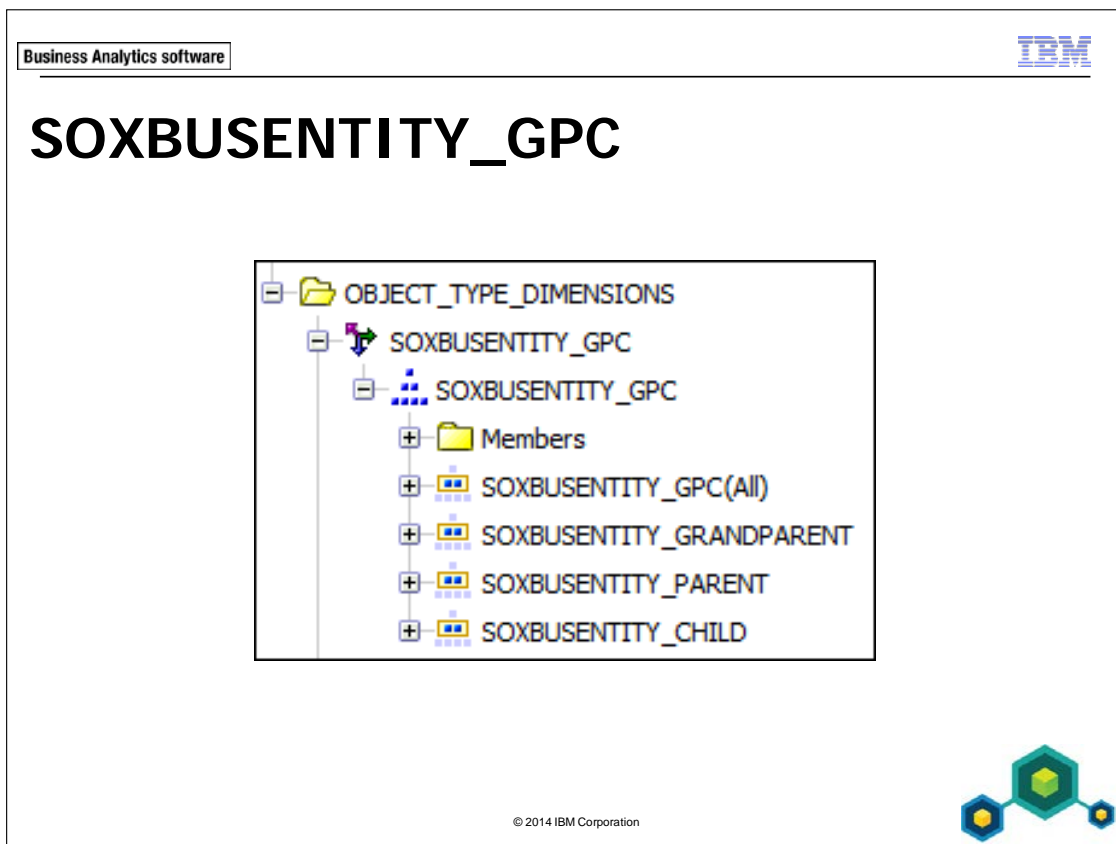 Business Analytics software
IBM
SOXBUSENTITY_GPC
OBJECT_TYPE_DIMENSIONS
SOXBUSENTITY_GPC
SOXBUSENTITY_GPC
Members
SOXBUSENTITY_GPC(All)
SOXBUSENTITY_GRANDPARENT
SOXBUSENTITY_PARENT
SOXBUSENTITY_CHILD
© 2014 IBM Corporation